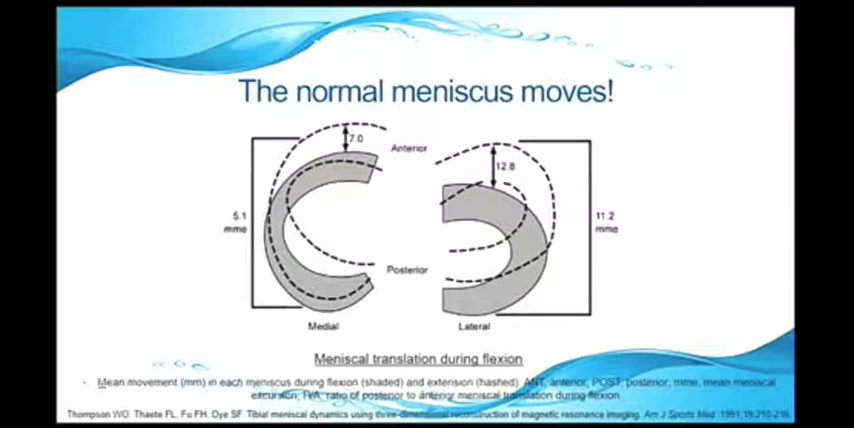 The normal meniscus moves!
7.0
Anterior
12.8
5.1
mme
11.2
mme
Posterior
Medial
Lateral
Meniscal translation during flexion
Mean movement (mm) in each meniscus during flexion (shaded) and extension (hashed). ANT, anterior; POST, posterior; mme, mean meniscal
excursion; P/A, ratio of posterior to anterior meniscal translation during flexion
Thompson WO, Thaete FL, Fu FH, Dye SF. Tibial meniscal dynamics using three-dimensional reconstruction of magnetic resonance imaging. Am J Sports Med. 1991;19:210-216